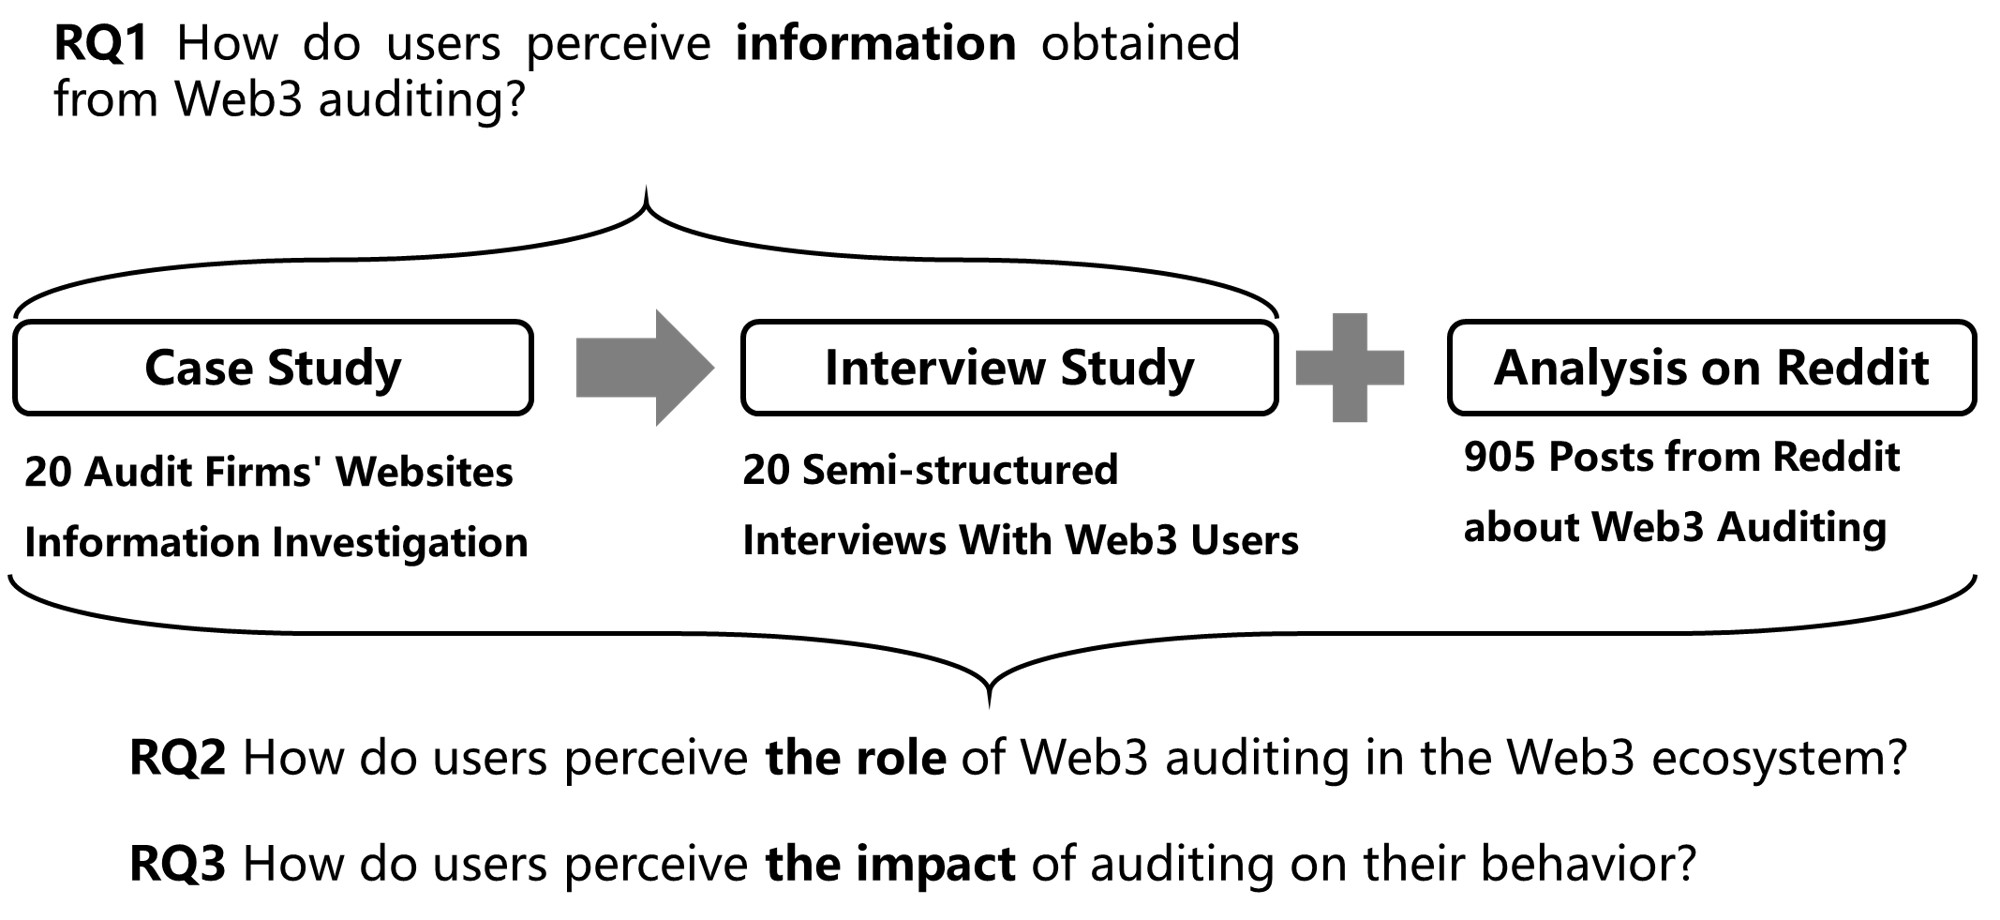 RQ1 How do users perceive information obtained
from Web3 auditing?
Case Study
Interview Study
Analysis on Reddit
20 Audit Firms' Websites
Information Investigation
20 Semi-structured
Interviews With Web3 Users
905 Posts from Reddit
about Web3 Auditing
RQ2 How do users perceive the role of Web3 auditing in the Web3 ecosystem?
RQ3 How do users perceive the impact of auditing on their behavior?